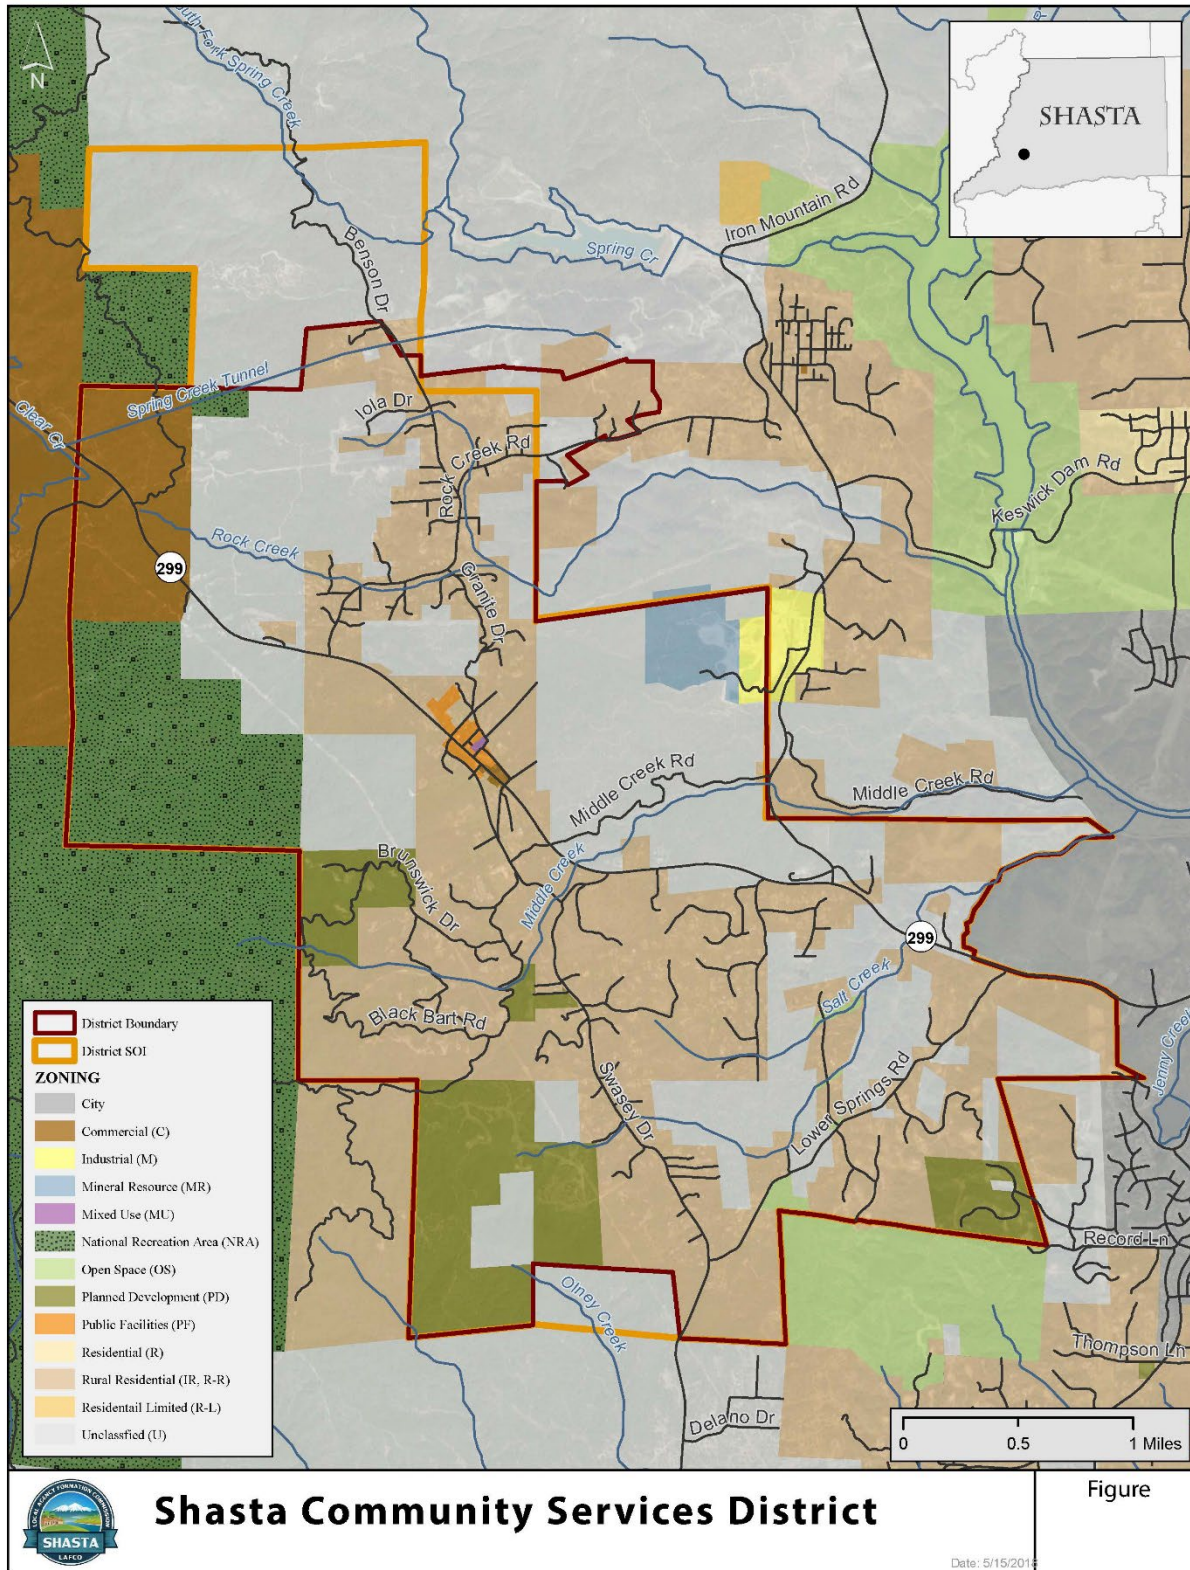 South Fork Spring Creek
N
SHASTA
Iron Mountain Rd
Spring Cr
Benson Dr
Spring Creek Tunnel
Iola Dr
Clear Cr
Rock Creek Rd
Keswick Dam Rd
Rock Creek
299
Granite Dr
Middle Creek Rd
Middle Creek Rd
Brunswick Dr
Middle Creek
299
Salt Creek
Black Bart Rd
Jenny Creek
Swasey Dr
Lower Springs Rd
Record Ln
Olney Creek
Thompson Ln
Delano Dr
District Boundary
District SOI
ZONING
City
Commercial (C)
Industrial (M)
Mineral Resource (MR)
Mixed Use (MU)
National Recreation Area (NRA)
Open Space (OS)
Planned Development (PD)
Public Facilities (PF)
Residential (R)
Rural Residential (IR, R-R)
Residentail Limited (R-L)
Unclassfied (U)
0 0.5 1 Miles
LOCAL AGENCY FORMATION COMMISSION
SHASTA
LAFCO
Shasta Community Services District
Figure
Date: 5/15/2018